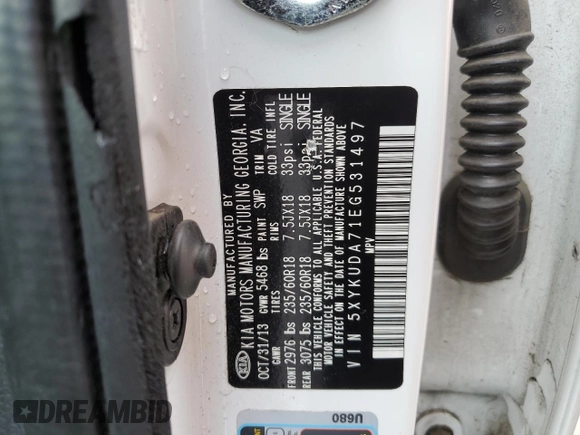 MANUFACTURED BY
KIA KIA MOTORS MANUFACTURING GEORGIA, INC.
OCT/31/13 GVWR 5468 lbs PAINT SWP TRIM VA
GAWR TIRES RIMS COLD TIRE INFL
FRONT 2976 lbs 235/60R18 7.5JX18 33psi SINGLE
REAR 3075 lbs 235/60R18 7.5JX18 33psi SINGLE
THIS VEHICLE CONFORMS TO ALL APPLICABLE U.S.A. FEDERAL
MOTOR VEHICLE SAFETY AND THEFT PREVENTION STANDARDS
IN EFFECT ON THE DATE OF MANUFACTURE SHOWN ABOVE
VIN 5XYKUDA71EG531497
MPV
U680
DREAMBID